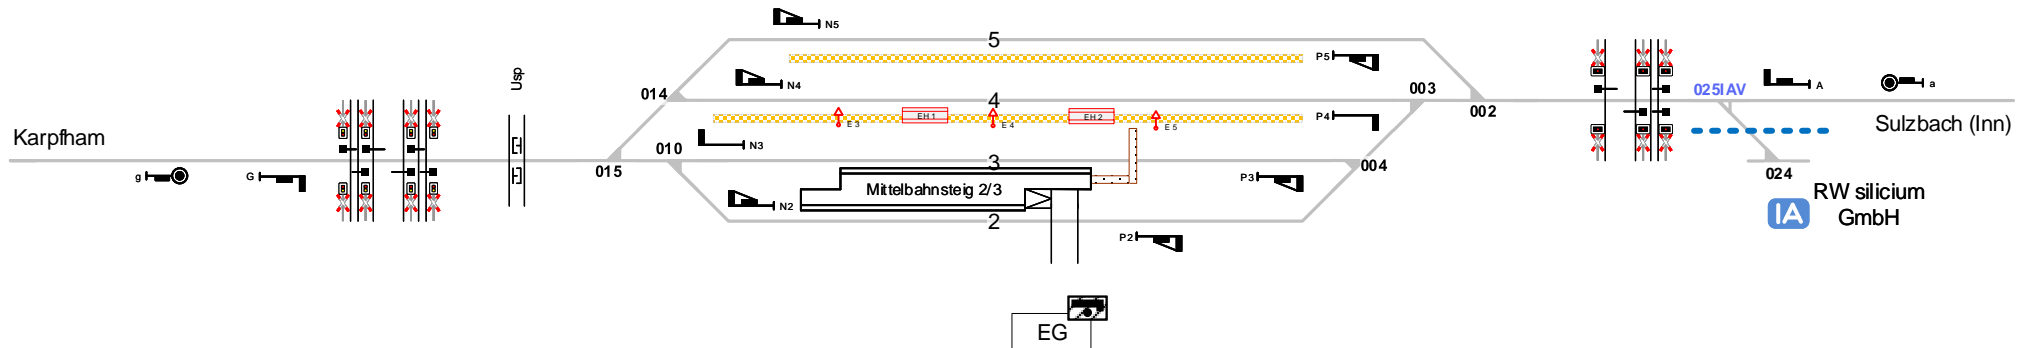 N5
5
P5
Usp
N4
014
4
003
025IAV
A
a
EH 1
EH 2
E 3
E 4
E 5
P4
002
Sulzbach (Inn)
Karpfham
010
N3
015
3
004
g
G
Mittelbahnsteig 2/3
P3
024
N2
2
RW silicium
GmbH
IA
P2
EG